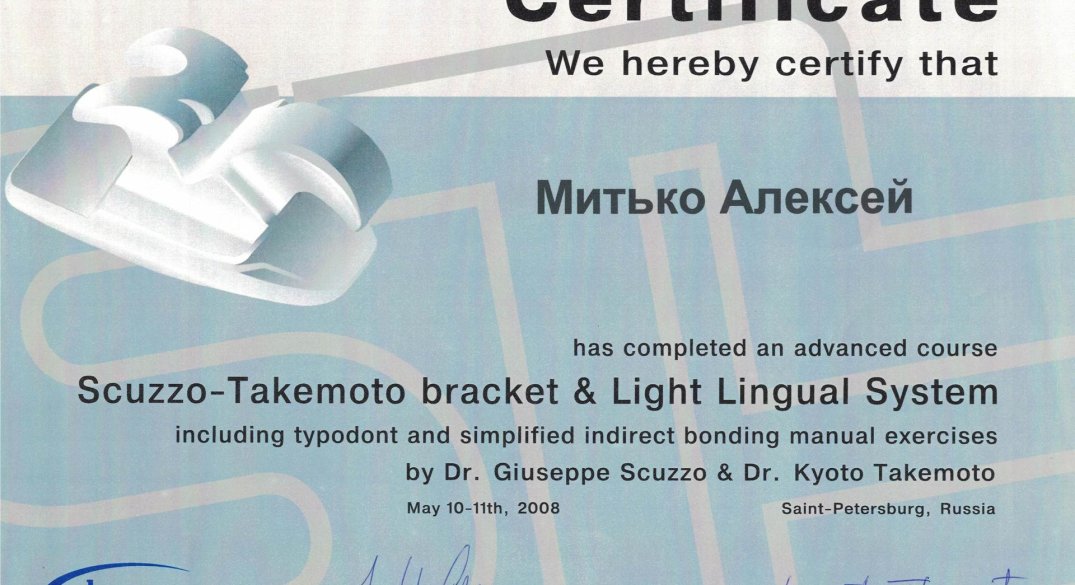 Certificate
We hereby certify that
Митько Алексей
has completed an advanced course
Scuzzo-Takemoto bracket & Light Lingual System
including typodont and simplified indirect bonding manual exercises
by Dr. Giuseppe Scuzzo & Dr. Kyoto Takemoto
May 10-11th, 2008 Saint-Petersburg, Russia